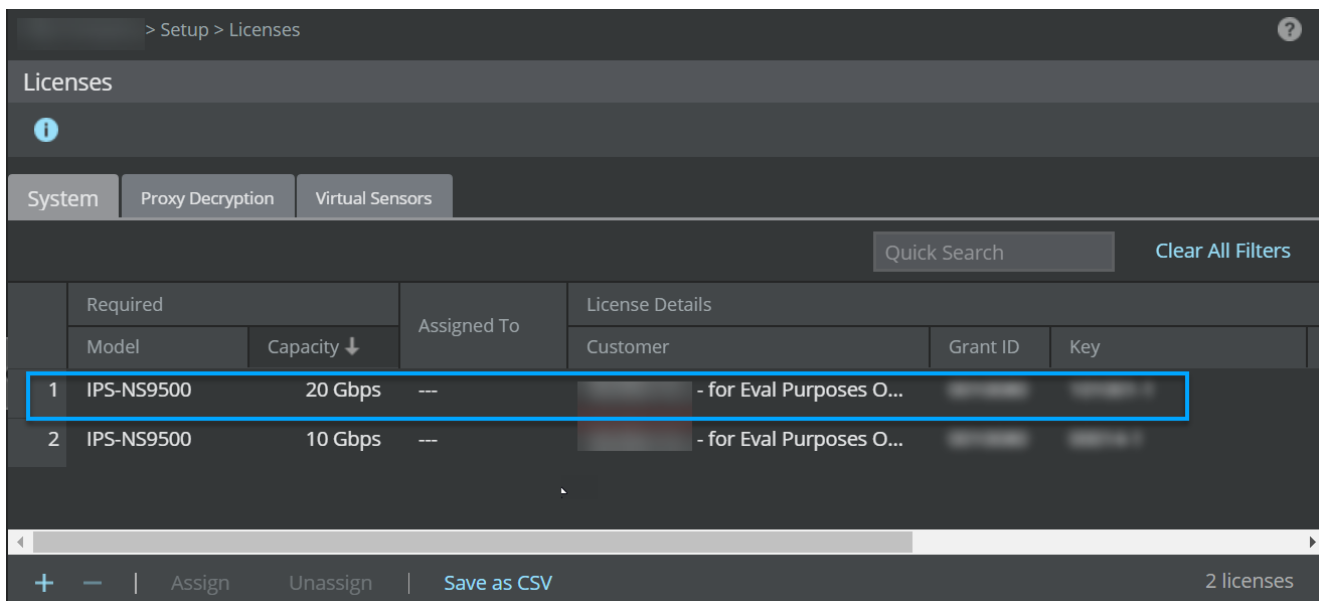 > Setup > Licenses
Licenses
System Proxy Decryption Virtual Sensors
Quick Search Clear All Filters
Required Assigned To License Details
Model Capacity Customer Grant ID Key
1 IPS-NS9500 20 Gbps --- - for Eval Purposes O...
2 IPS-NS9500 10 Gbps --- - for Eval Purposes O...
+ − | Assign Unassign | Save as CSV 2 licenses